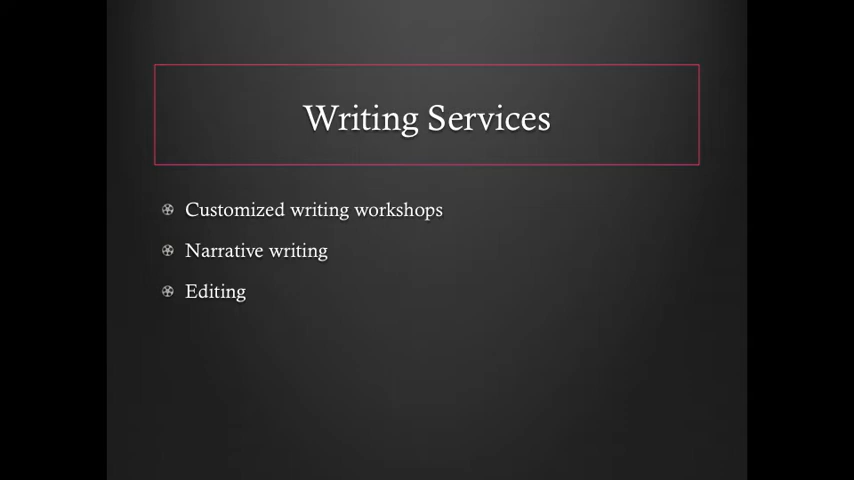 Writing Services
Customized writing workshops
Narrative writing
Editing